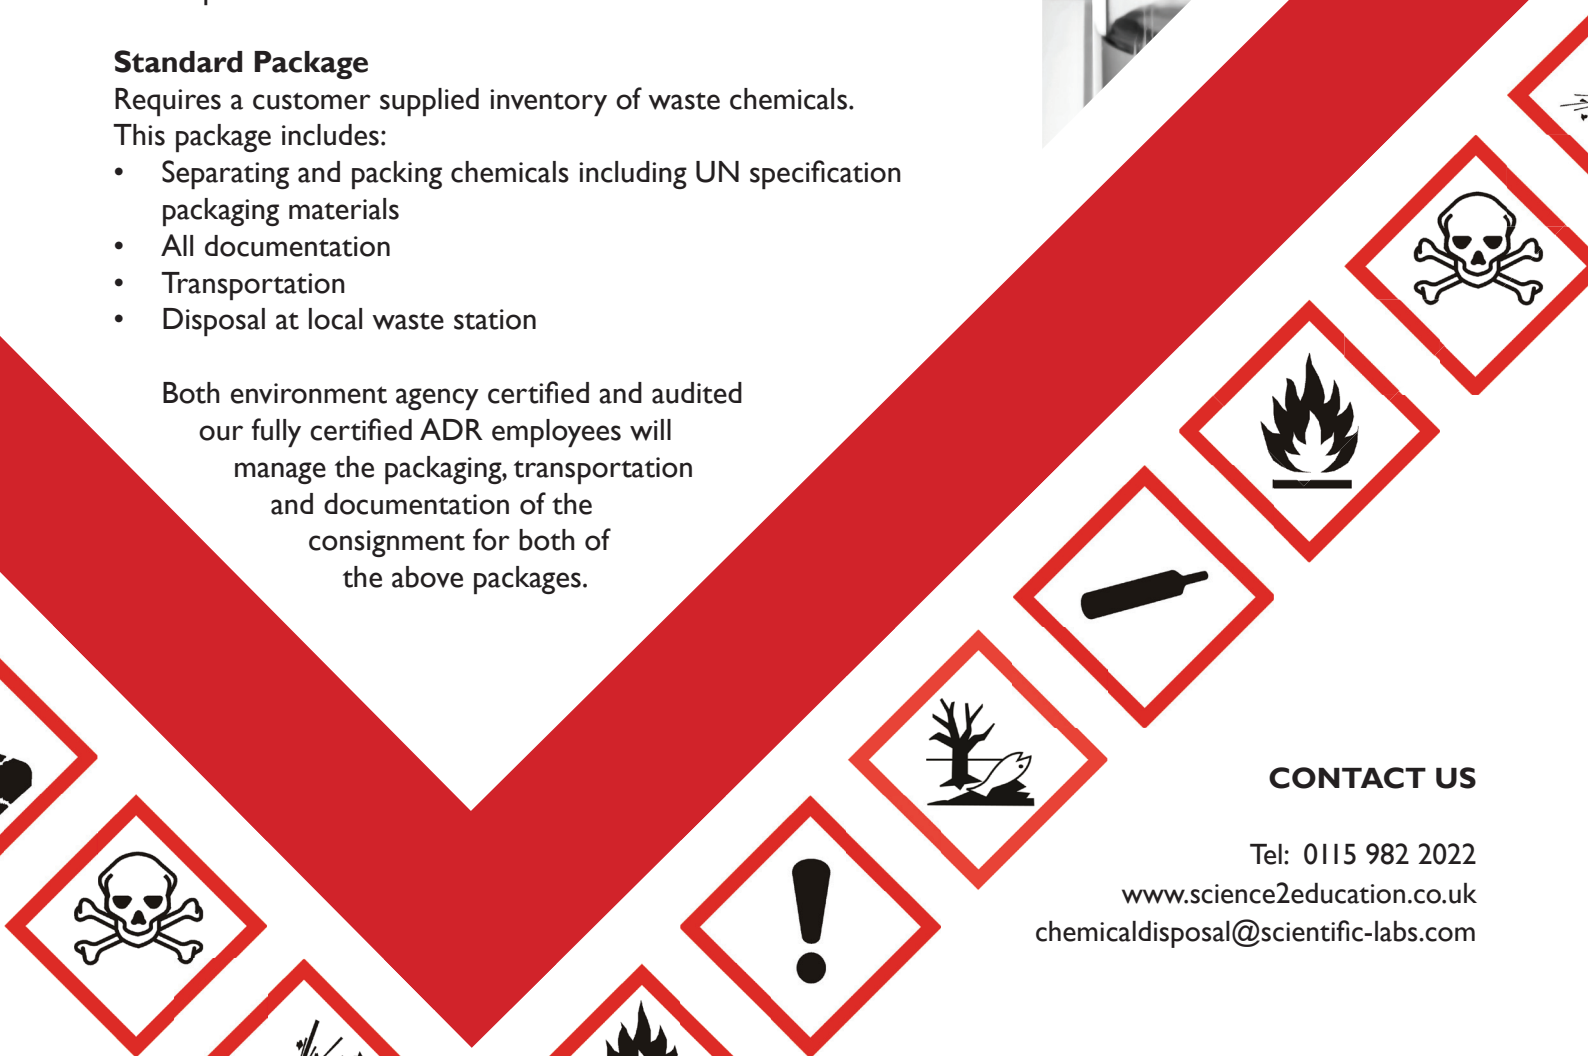 Standard Package
Requires a customer supplied inventory of waste chemicals.
This package includes:
• Separating and packing chemicals including UN specification
packaging materials
• All documentation
• Transportation
• Disposal at local waste station
Both environment agency certified and audited
our fully certified ADR employees will
manage the packaging, transportation
and documentation of the
consignment for both of
the above packages.
CONTACT US
Tel: 0115 982 2022
www.science2education.co.uk
chemicaldisposal@scientific-labs.com